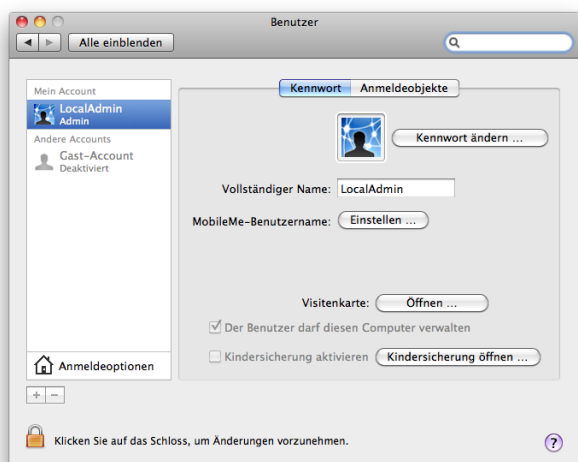 Benutzer
Alle einblenden
Kennwort Anmeldeobjekte
Mein Account
LocalAdmin
Admin
Andere Accounts
Gast-Account
Deaktiviert
Kennwort ändern ...
Vollständiger Name: LocalAdmin
MobileMe-Benutzername: Einstellen ...
Visitenkarte: Öffnen ...
Der Benutzer darf diesen Computer verwalten
Kindersicherung aktivieren Kindersicherung öffnen ...
Anmeldeoptionen
+ −
Klicken Sie auf das Schloss, um Änderungen vorzunehmen.
?